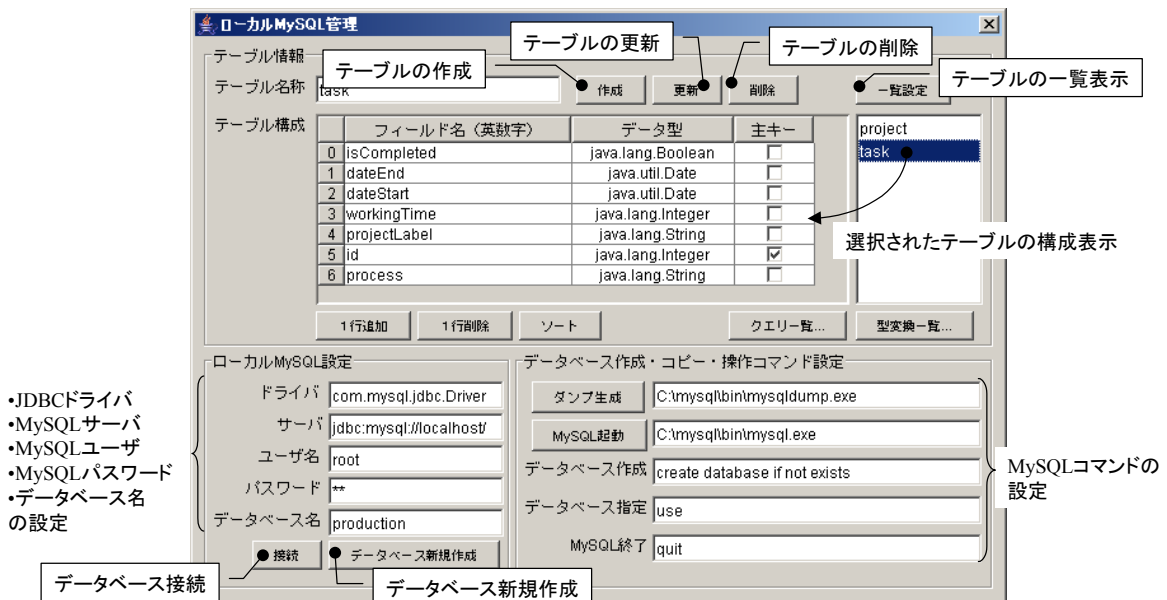 ローカルMySQL管理
テーブル情報
テーブルの作成
テーブルの更新
テーブルの削除
テーブルの一覧表示
テーブル名称 task 作成 更新 削除 一覧設定
テーブル構成
フィールド名（英数字） データ型 主キー
0 isCompleted java.lang.Boolean
1 dateEnd java.util.Date
2 dateStart java.util.Date
3 workingTime java.lang.Integer
4 projectLabel java.lang.String
5 id java.lang.Integer
6 process java.lang.String
project
task
選択されたテーブルの構成表示
1行追加 1行削除 ソート クエリ一覧... 型変換一覧...
ローカルMySQL設定
ドライバ com.mysql.jdbc.Driver
サーバ jdbc:mysql://localhost/
ユーザ名 root
パスワード **
データベース名 production
接続 データベース新規作成
データベース作成・コピー・操作コマンド設定
ダンプ生成 C:\mysql\bin\mysqldump.exe
MySQL起動 C:\mysql\bin\mysql.exe
データベース作成 create database if not exists
データベース指定 use
MySQL終了 quit
•JDBCドライバ
•MySQLサーバ
•MySQLユーザ
•MySQLパスワード
•データベース名
の設定
MySQLコマンドの
設定
データベース接続
データベース新規作成